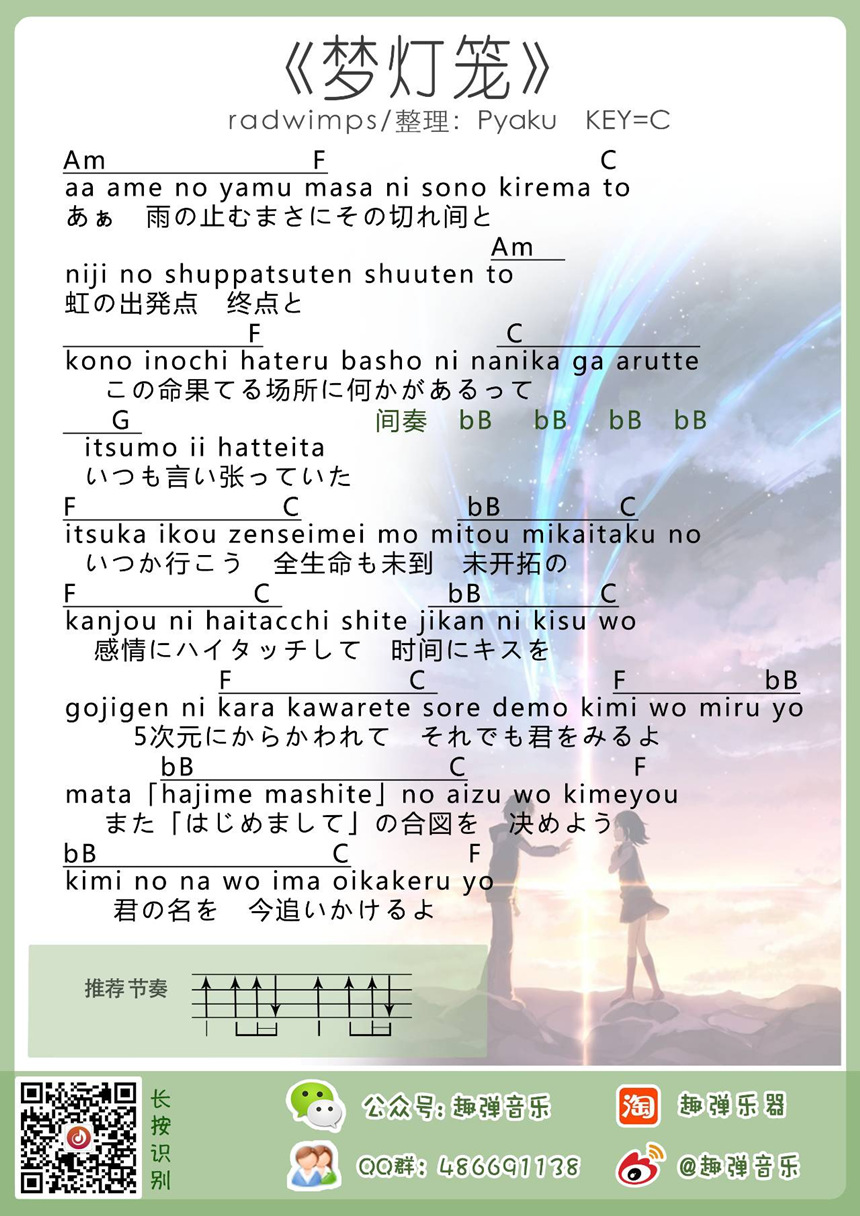 《梦灯笼》
radwimps/整理：Pyaku KEY=C
Am F C
aa ame no yamu masa ni sono kirema to
あぁ 雨の止むまさにその切れ间と
Am
niji no shuppatsuten shuuten to
虹の出発点 终点と
F C
kono inochi hateru basho ni nanika ga arutte
この命果てる场所に何かがあるって
G 间奏 bB bB bB bB
itsumo ii hatteita
いつも言い张っていた
F C bB C
itsuka ikou zenseimei mo mitou mikaitaku no
いつか行こう 全生命も未到 未开拓の
F C bB C
kanjou ni haitacchi shite jikan ni kisu wo
感情にハイタッチして 时间にキスを
F C F bB
gojigen ni kara kawarete sore demo kimi wo miru yo
5次元にからかわれて それでも君をみるよ
bB C F
mata「hajime mashite」no aizu wo kimeyou
また「はじめまして」の合図を 决めよう
bB C F
kimi no na wo ima oikakeru yo
君の名を 今追いかけるよ
推荐节奏
长按识别
公众号：趣弹音乐
淘 趣弹乐器
QQ群：486691138
@趣弹音乐